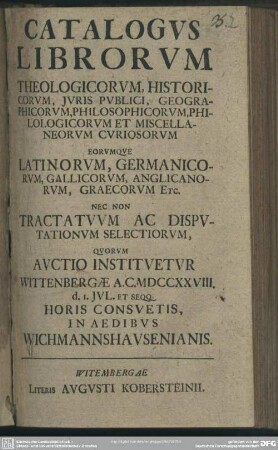 252
CATALOGVS
LIBRORVM
THEOLOGICORVM, HISTORI-
CORVM, JVRIS PVBLICI, GEOGRA-
PHICORVM, PHILOSOPHICORVM, PHI-
LOLOGICORVM ET MISCELLA-
NEORVM CVRIOSORVM
EORVMQVE
LATINORVM, GERMANICO-
RVM, GALLICORVM, ANGLICANO-
RVM, GRAECORVM Etc.
NEC NON
TRACTATVVM AC DISPV-
TATIONVM SELECTIORVM,
QVORVM
AVCTIO INSTITVETVR
WITTENBERGÆ A.C.MDCCXXVIII.
d. 1. JVL. ET SEQQ.
HORIS CONSVETIS,
IN AEDIBVS
WICHMANNSHAVSENIANIS.
WITEMBERGAE
LITERIS AVGVSTI KOBERSTEINII.